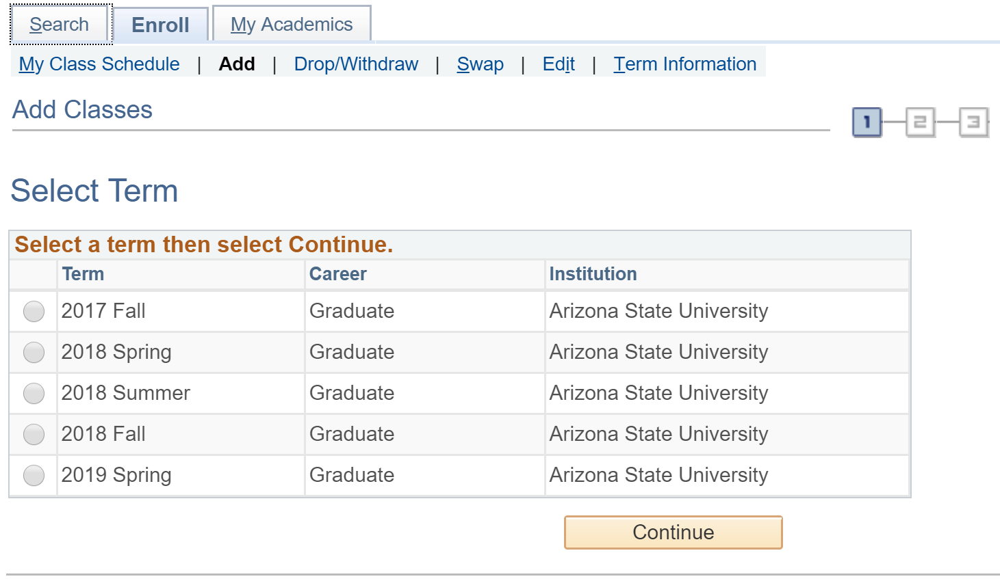 Search Enroll My Academics
My Class Schedule | Add | Drop/Withdraw | Swap | Edit | Term Information
Add Classes
1 2 3
Select Term
Select a term then select Continue.
Term Career Institution
2017 Fall Graduate Arizona State University
2018 Spring Graduate Arizona State University
2018 Summer Graduate Arizona State University
2018 Fall Graduate Arizona State University
2019 Spring Graduate Arizona State University
Continue